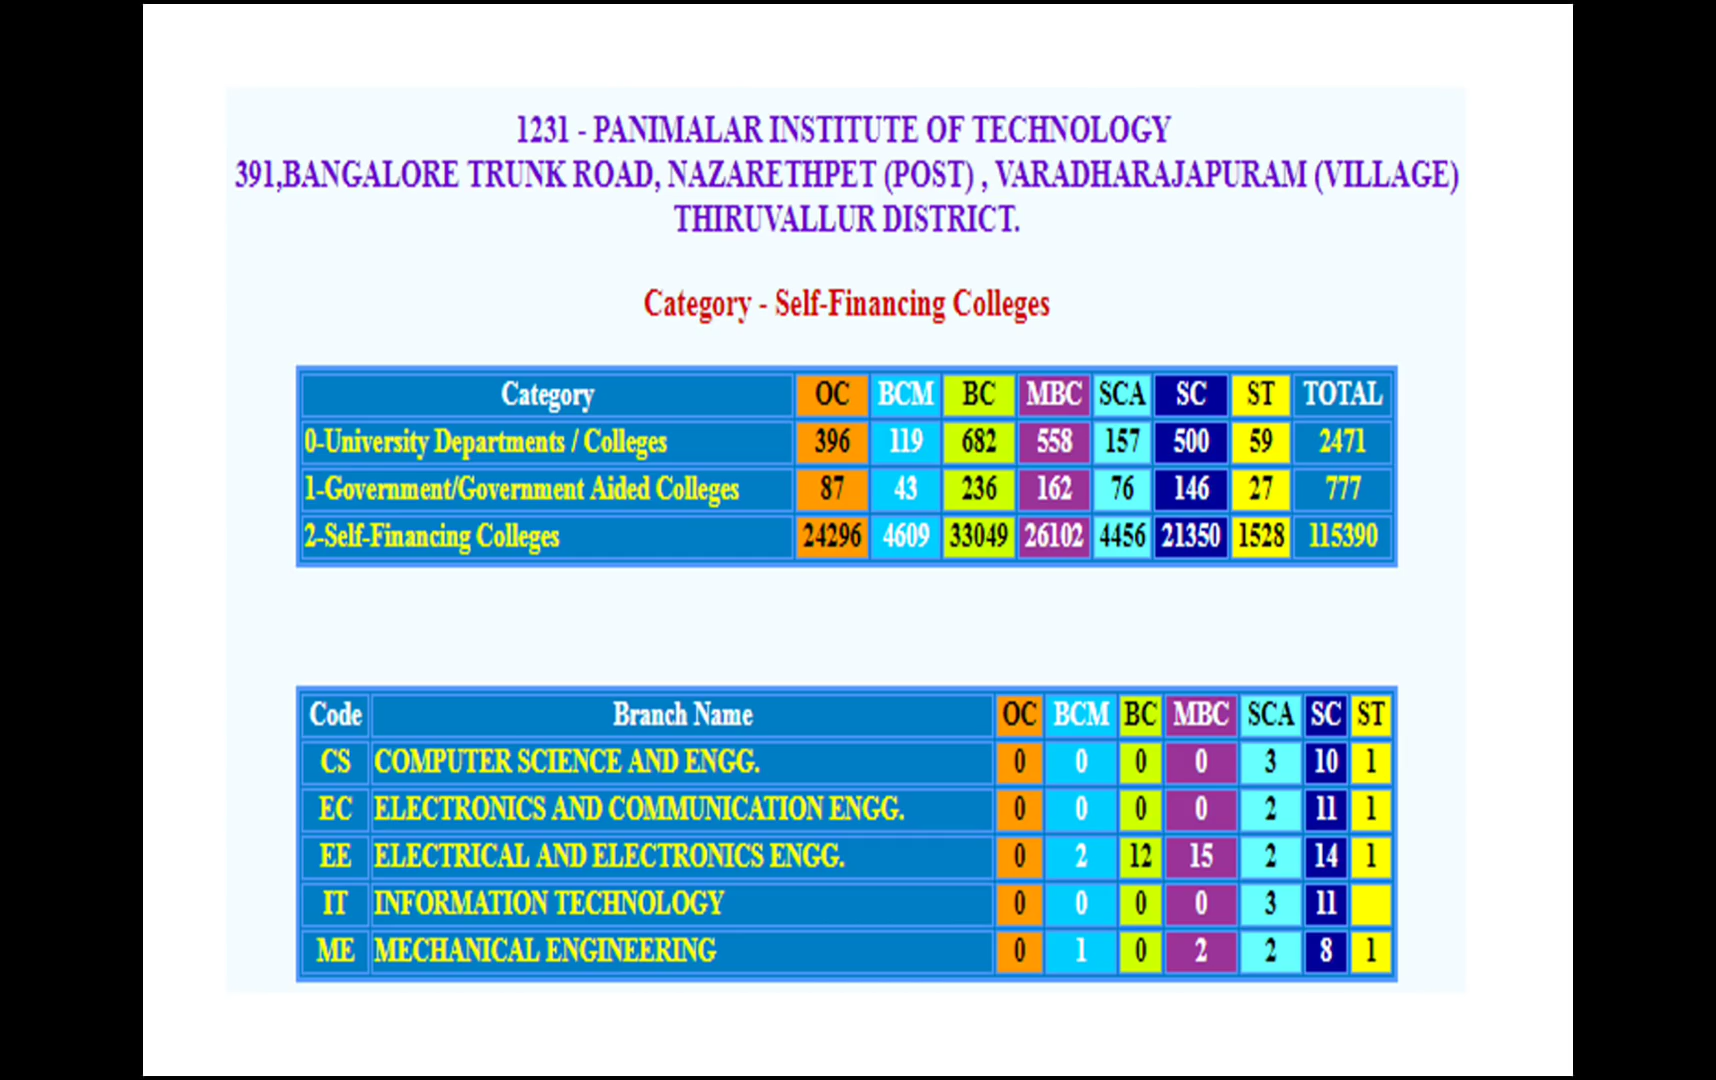 1231 - PANIMALAR INSTITUTE OF TECHNOLOGY
391,BANGALORE TRUNK ROAD, NAZARETHPET (POST) , VARADHARAJAPURAM (VILLAGE)
THIRUVALLUR DISTRICT.
Category - Self-Financing Colleges
Category OC BCM BC MBC SCA SC ST TOTAL
0-University Departments / Colleges 396 119 682 558 157 500 59 2471
1-Government/Government Aided Colleges 87 43 236 162 76 146 27 777
2-Self-Financing Colleges 24296 4609 33049 26102 4456 21350 1528 115390
Code Branch Name OC BCM BC MBC SCA SC ST
CS COMPUTER SCIENCE AND ENGG. 0 0 0 0 3 10 1
EC ELECTRONICS AND COMMUNICATION ENGG. 0 0 0 0 2 11 1
EE ELECTRICAL AND ELECTRONICS ENGG. 0 2 12 15 2 14 1
IT INFORMATION TECHNOLOGY 0 0 0 0 3 11
ME MECHANICAL ENGINEERING 0 1 0 2 2 8 1